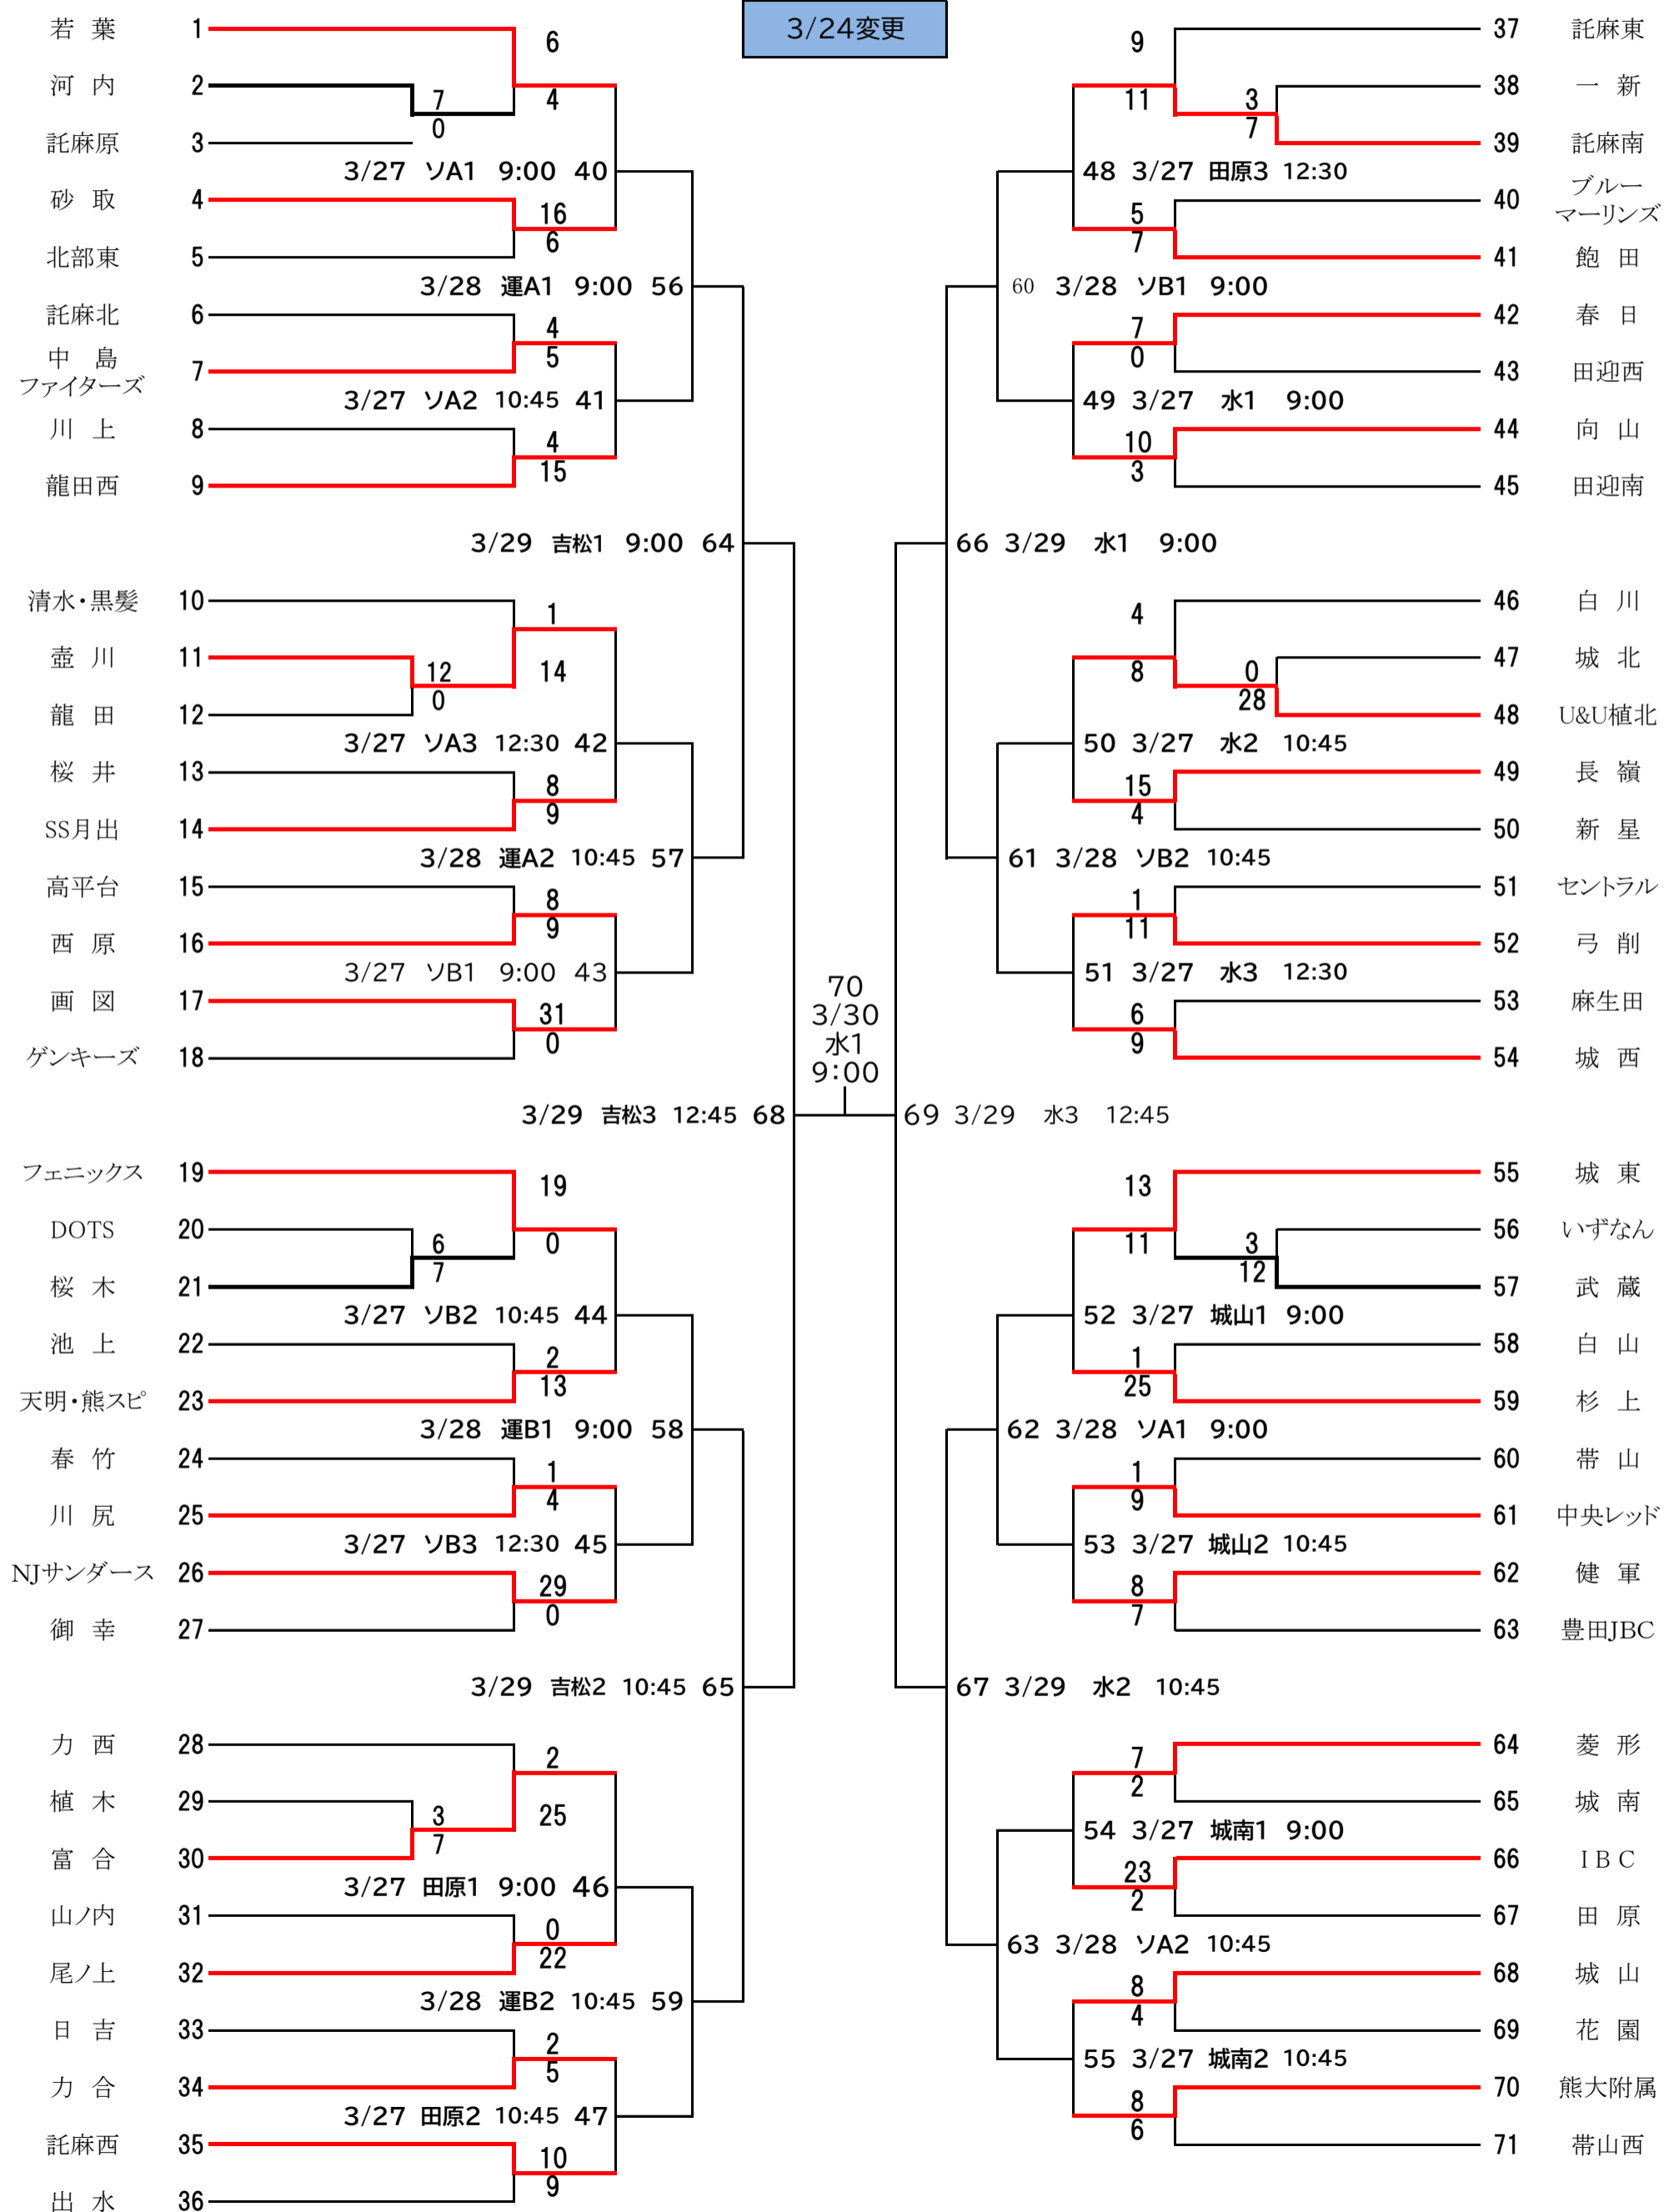 3/24変更
若 葉 1
6
河 内 2
7
4
0
託麻原 3
3/27 ソA1 9:00 40
砂 取 4
16
6
北部東 5
3/28 運A1 9:00 56
託麻北 6
4
5
中 島
ファイターズ 7
3/27 ソA2 10:45 41
川 上 8
4
15
龍田西 9
3/29 吉松1 9:00 64
清水・黒髪 10
1
壺 川 11
12
14
0
龍 田 12
3/27 ソA3 12:30 42
桜 井 13
8
9
SS月出 14
3/28 運A2 10:45 57
高平台 15
8
9
西 原 16
3/27 ソB1 9:00 43
画 図 17
31
0
ゲンキーズ 18
3/29 吉松3 12:45 68
フェニックス 19
19
DOTS 20
6
0
7
桜 木 21
3/27 ソB2 10:45 44
池 上 22
2
13
天明・熊スピ 23
3/28 運B1 9:00 58
春 竹 24
1
4
川 尻 25
3/27 ソB3 12:30 45
NJサンダース 26
29
0
御 幸 27
3/29 吉松2 10:45 65
力 西 28
2
植 木 29
3
25
7
富 合 30
3/27 田原1 9:00 46
山ノ内 31
0
22
尾ノ上 32
3/28 運B2 10:45 59
日 吉 33
2
5
力 合 34
3/27 田原2 10:45 47
託麻西 35
10
9
出 水 36
70
3/30
水1
9:00
37 託麻東
9
38 一 新
11
3
7
39 託麻南
48 3/27 田原3 12:30
40 ブルー
マーリンズ
5
7
41 飽 田
60 3/28 ソB1 9:00
42 春 日
7
0
43 田迎西
49 3/27 水1 9:00
44 向 山
10
3
45 田迎南
66 3/29 水1 9:00
46 白 川
4
47 城 北
8
0
28
48 U&U植北
50 3/27 水2 10:45
49 長 嶺
15
4
50 新 星
61 3/28 ソB2 10:45
51 セントラル
1
11
52 弓 削
51 3/27 水3 12:30
53 麻生田
6
9
54 城 西
69 3/29 水3 12:45
55 城 東
13
56 いずなん
11
3
12
57 武 蔵
52 3/27 城山1 9:00
58 白 山
1
25
59 杉 上
62 3/28 ソA1 9:00
60 帯 山
1
9
61 中央レッド
53 3/27 城山2 10:45
62 健 軍
8
7
63 豊田JBC
67 3/29 水2 10:45
64 菱 形
7
2
65 城 南
54 3/27 城南1 9:00
66 I B C
23
2
67 田 原
63 3/28 ソA2 10:45
68 城 山
8
4
69 花 園
55 3/27 城南2 10:45
70 熊大附属
8
6
71 帯山西